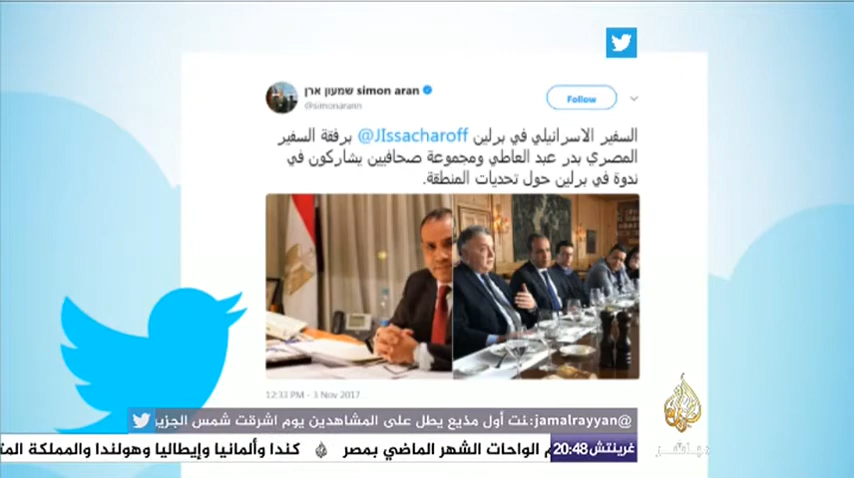 שמעון ארן simon aran
@simonarann
Follow
السفير الاسرائيلي في برلين @JIssacharoff برفقة السفير
المصري بدر عبد العاطي ومجموعة صحافيين يشاركون في
ندوة في برلين حول تحديات المنطقة.
12:33 PM - 3 Nov 2017
@jamalrayyan:نت أول مذيع يطل على المشاهدين يوم اشرقت شمس الجزي
مباشر
غرينتش 20:48
م الواحات الشهر الماضي بمصر
كندا وألمانيا وإيطاليا وهولندا والمملكة المت